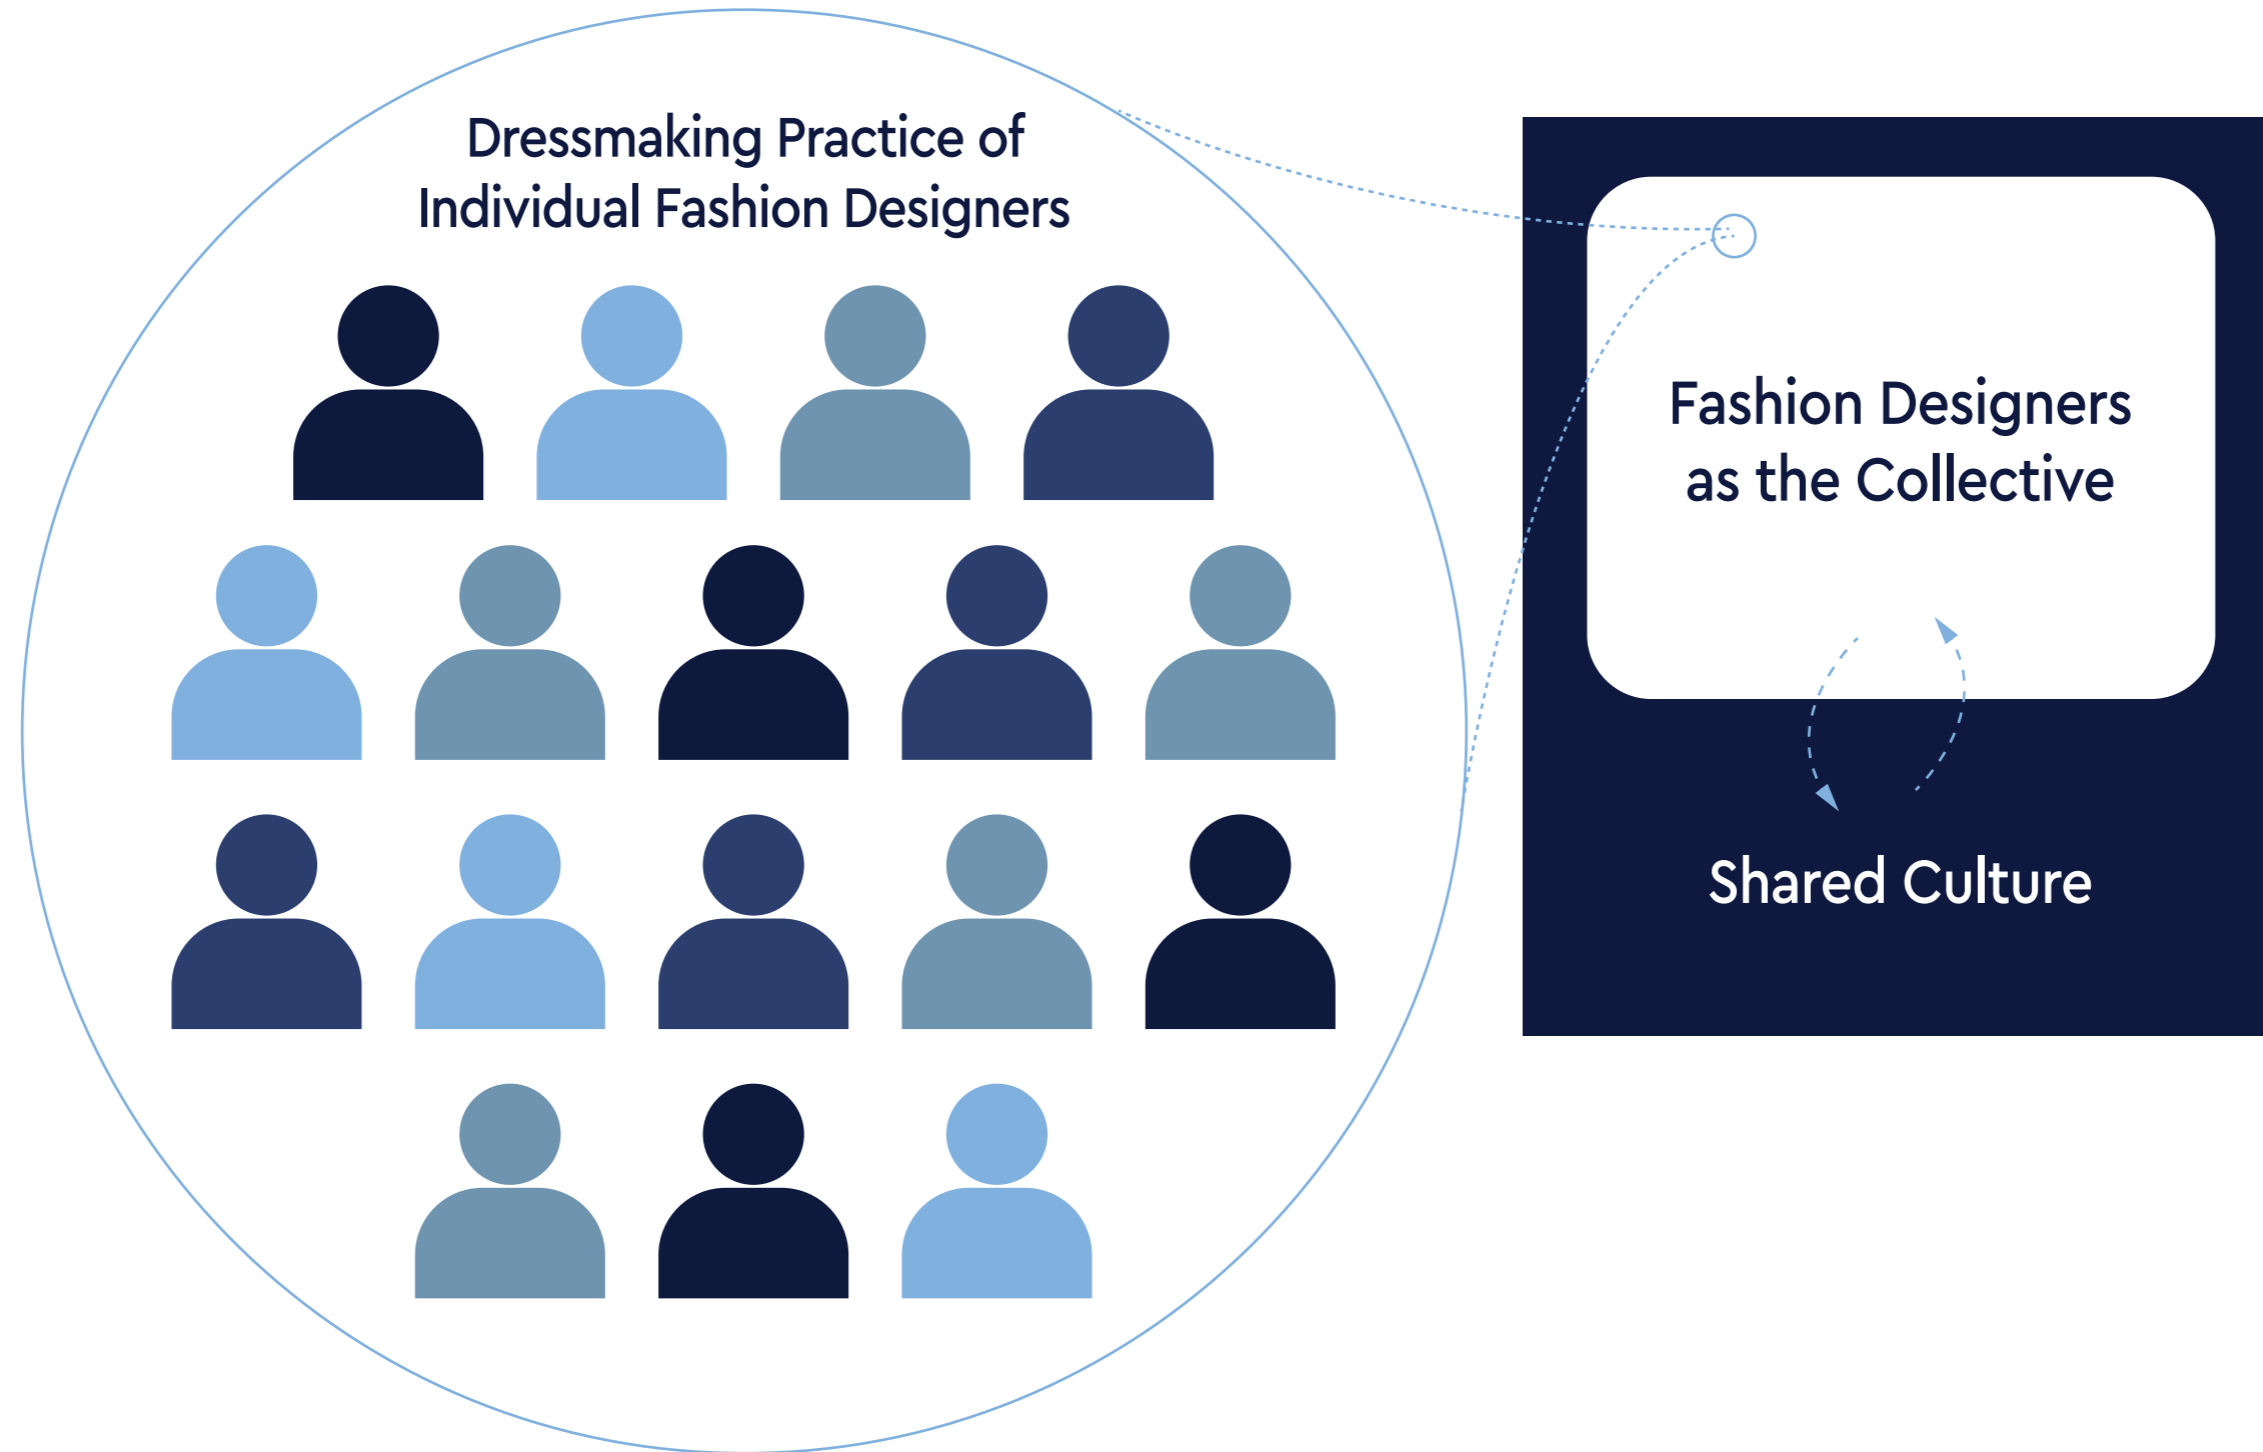 Dressmaking Practice of
Individual Fashion Designers
Fashion Designers
as the Collective
Shared Culture